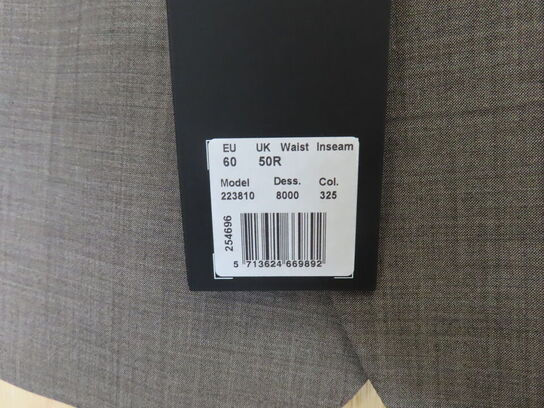 EU UK Waist Inseam
60 50R
Model Dess. Col.
223810 8000 325
254696
5 713624 669892